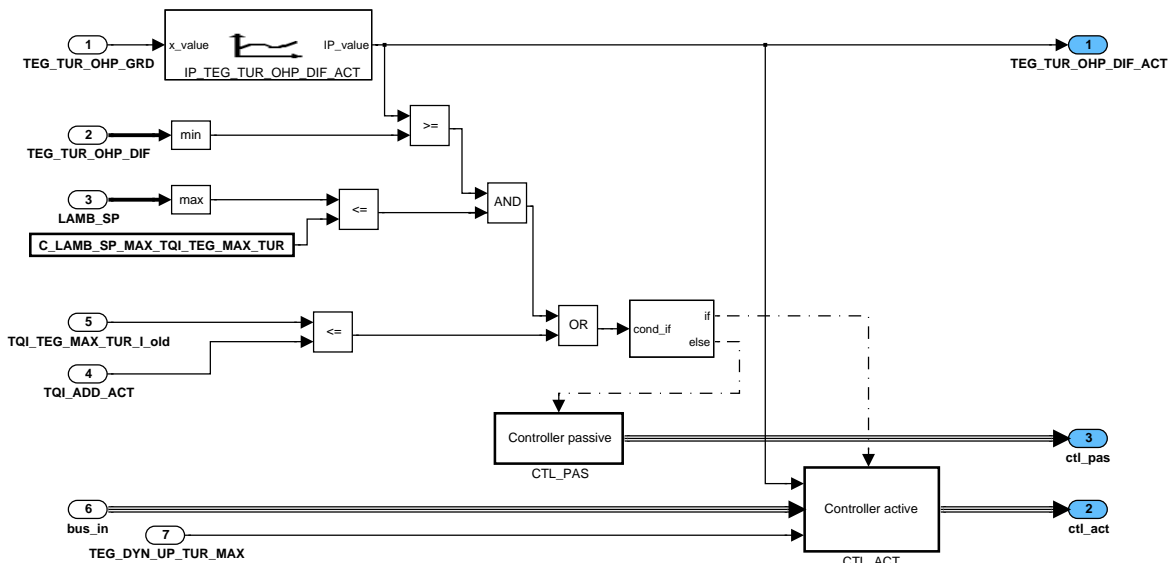 1
x_value
IP_value
1
TEG_TUR_OHP_GRD
IP_TEG_TUR_OHP_DIF_ACT
TEG_TUR_OHP_DIF_ACT
>=
2
min
TEG_TUR_OHP_DIF
3
max
LAMB_SP
<=
AND
C_LAMB_SP_MAX_TQI_TEG_MAX_TUR
5
TQI_TEG_MAX_TUR_I_old
<=
OR
cond_if
if
else
4
TQI_ADD_ACT
Controller passive
CTL_PAS
3
ctl_pas
6
bus_in
Controller active
2
ctl_act
7
TEG_DYN_UP_TUR_MAX
CTL_ACT